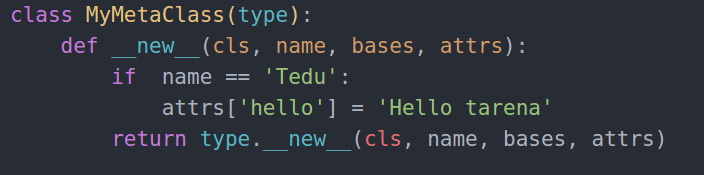 class MyMetaClass(type):
    def __new__(cls, name, bases, attrs):
        if  name == 'Tedu':
            attrs['hello'] = 'Hello tarena'
        return type.__new__(cls, name, bases, attrs)